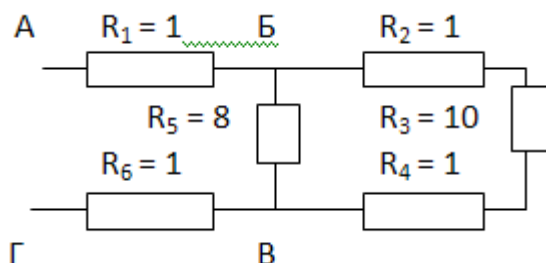 А R₁ = 1 Б R₂ = 1
R₅ = 8 R₃ = 10
R₆ = 1 R₄ = 1
Г В